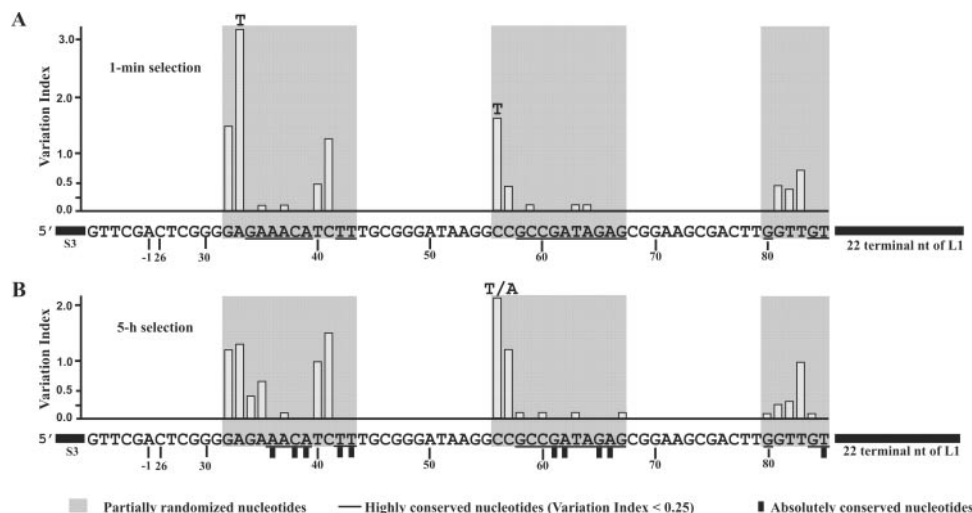 A
3.0
2.0
1.0
0.5
0.0
Variation Index
1-min selection
T
T
5′ GTTCGACTCGGGGAGAAACATCTTTGCGGGATAAGGCCGCCGATAGAGCGGAAGCGACTTGGTTGT
S3
-1 26 30 40 50 60 70 80
22 terminal nt of L1
B
2.0
1.0
0.0
Variation Index
5-h selection
T/A
5′ GTTCGACTCGGGGAGAAACATCTTTGCGGGATAAGGCCGCCGATAGAGCGGAAGCGACTTGGTTGT
S3
-1 26 30 40 50 60 70 80
22 terminal nt of L1
Partially randomized nucleotides
Highly conserved nucleotides (Variation Index < 0.25)
Absolutely conserved nucleotides